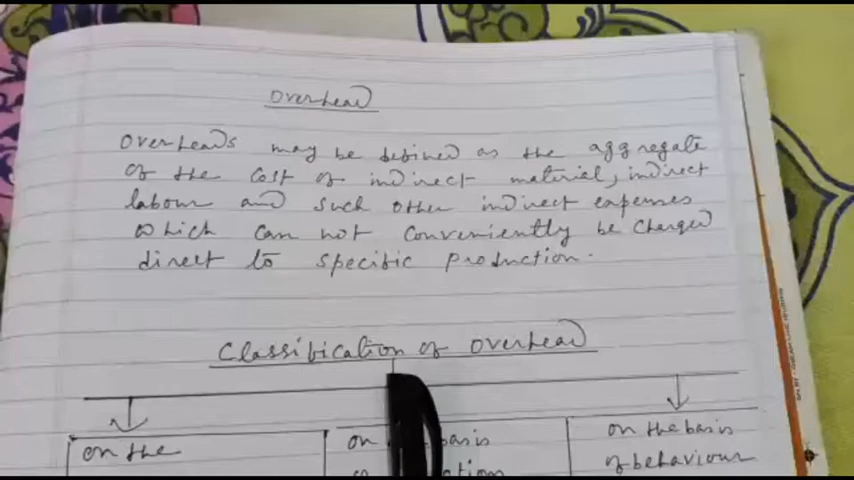 Overhead
Overheads may be defined as the aggregate
of the cost of indirect material, indirect
labour and such other indirect expenses
which can not conveniently be charged
direct to specific production.
Classification of overhead
on the
on basis
on the basis
of behaviour